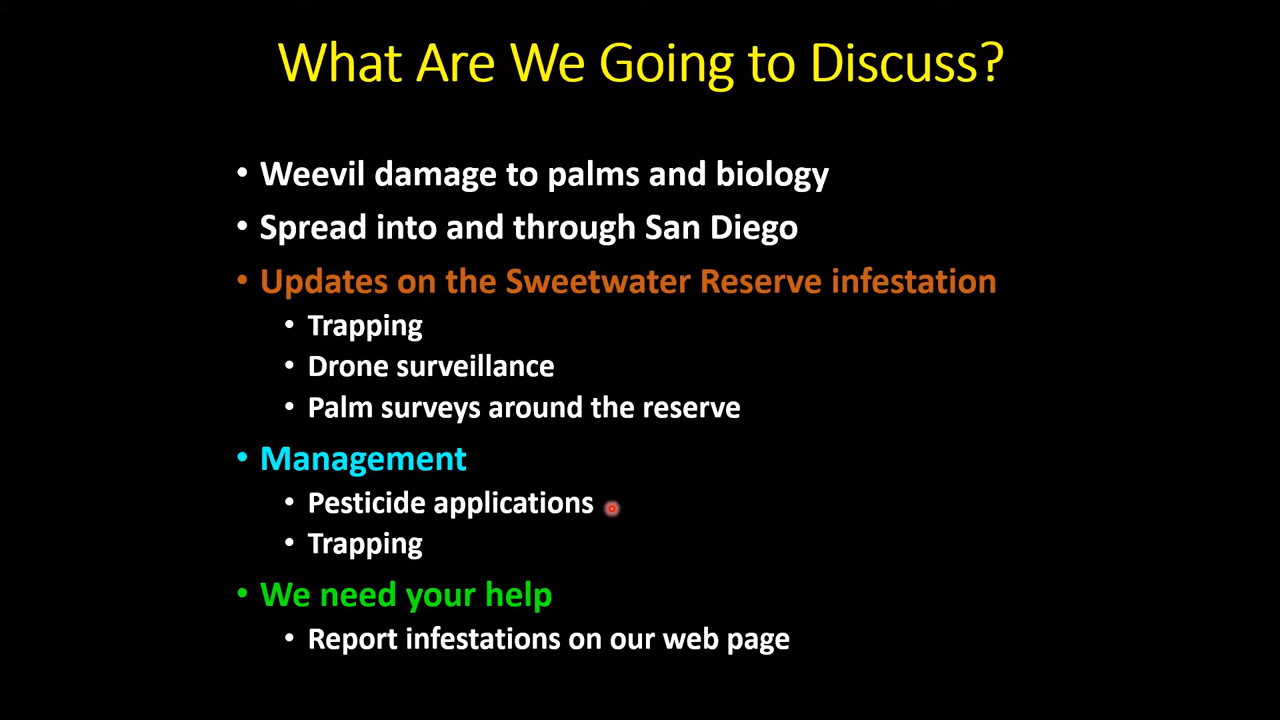 What Are We Going to Discuss?
• Weevil damage to palms and biology
• Spread into and through San Diego
• Updates on the Sweetwater Reserve infestation
• Trapping
• Drone surveillance
• Palm surveys around the reserve
• Management
• Pesticide applications
• Trapping
• We need your help
• Report infestations on our web page